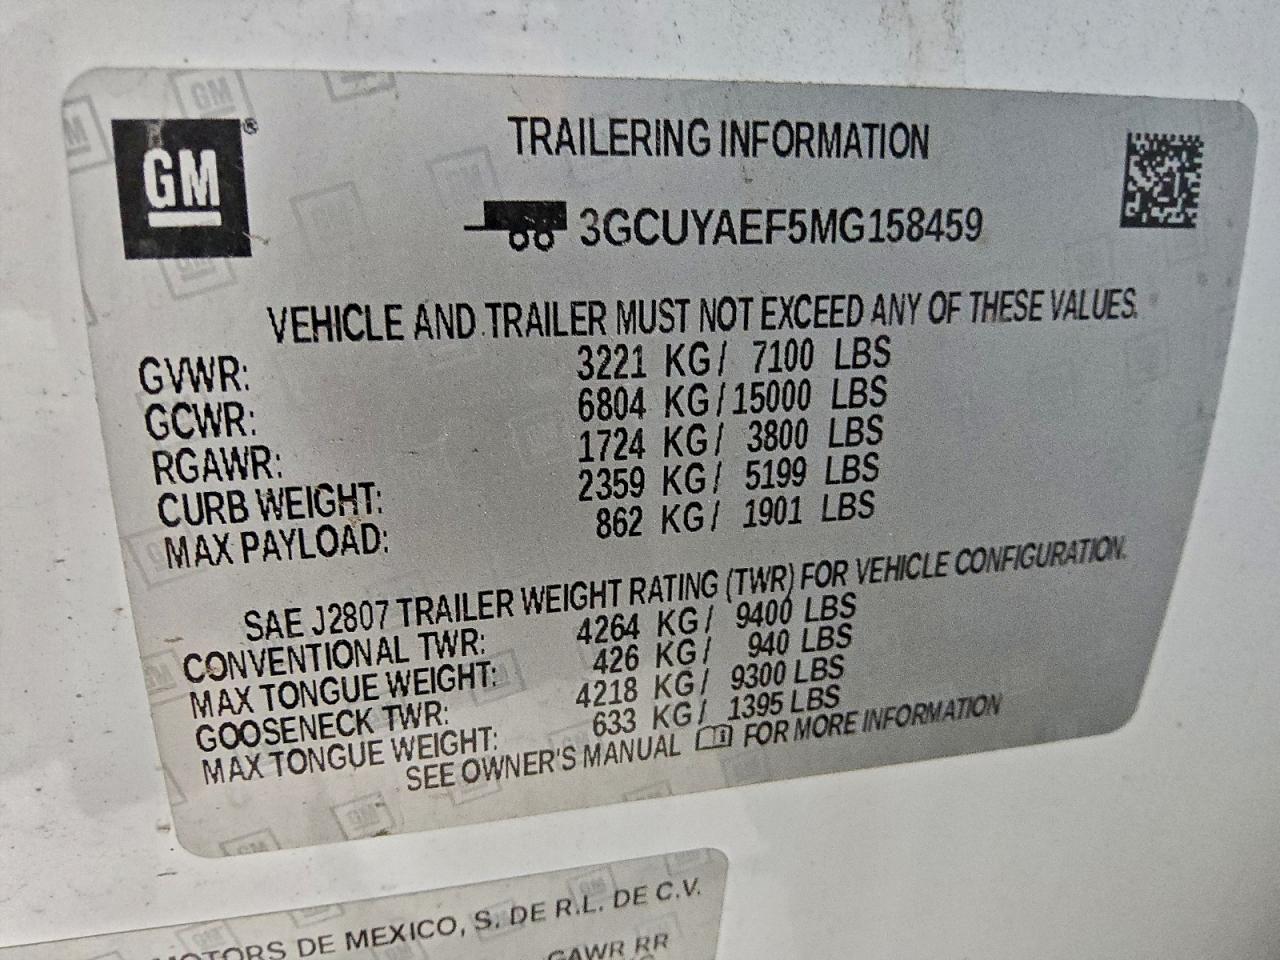 GM®
TRAILERING INFORMATION
3GCUYAEF5MG158459
VEHICLE AND TRAILER MUST NOT EXCEED ANY OF THESE VALUES.
GVWR: 3221 KG/ 7100 LBS
GCWR: 6804 KG/15000 LBS
RGAWR: 1724 KG/ 3800 LBS
CURB WEIGHT: 2359 KG/ 5199 LBS
MAX PAYLOAD: 862 KG/ 1901 LBS
SAE J2807 TRAILER WEIGHT RATING (TWR) FOR VEHICLE CONFIGURATION.
CONVENTIONAL TWR: 4264 KG/ 9400 LBS
MAX TONGUE WEIGHT: 426 KG/ 940 LBS
GOOSENECK TWR: 4218 KG/ 9300 LBS
MAX TONGUE WEIGHT: 633 KG/ 1395 LBS
SEE OWNER'S MANUAL FOR MORE INFORMATION
MOTORS DE MEXICO, S. DE R.L. DE C.V.
GAWR RR